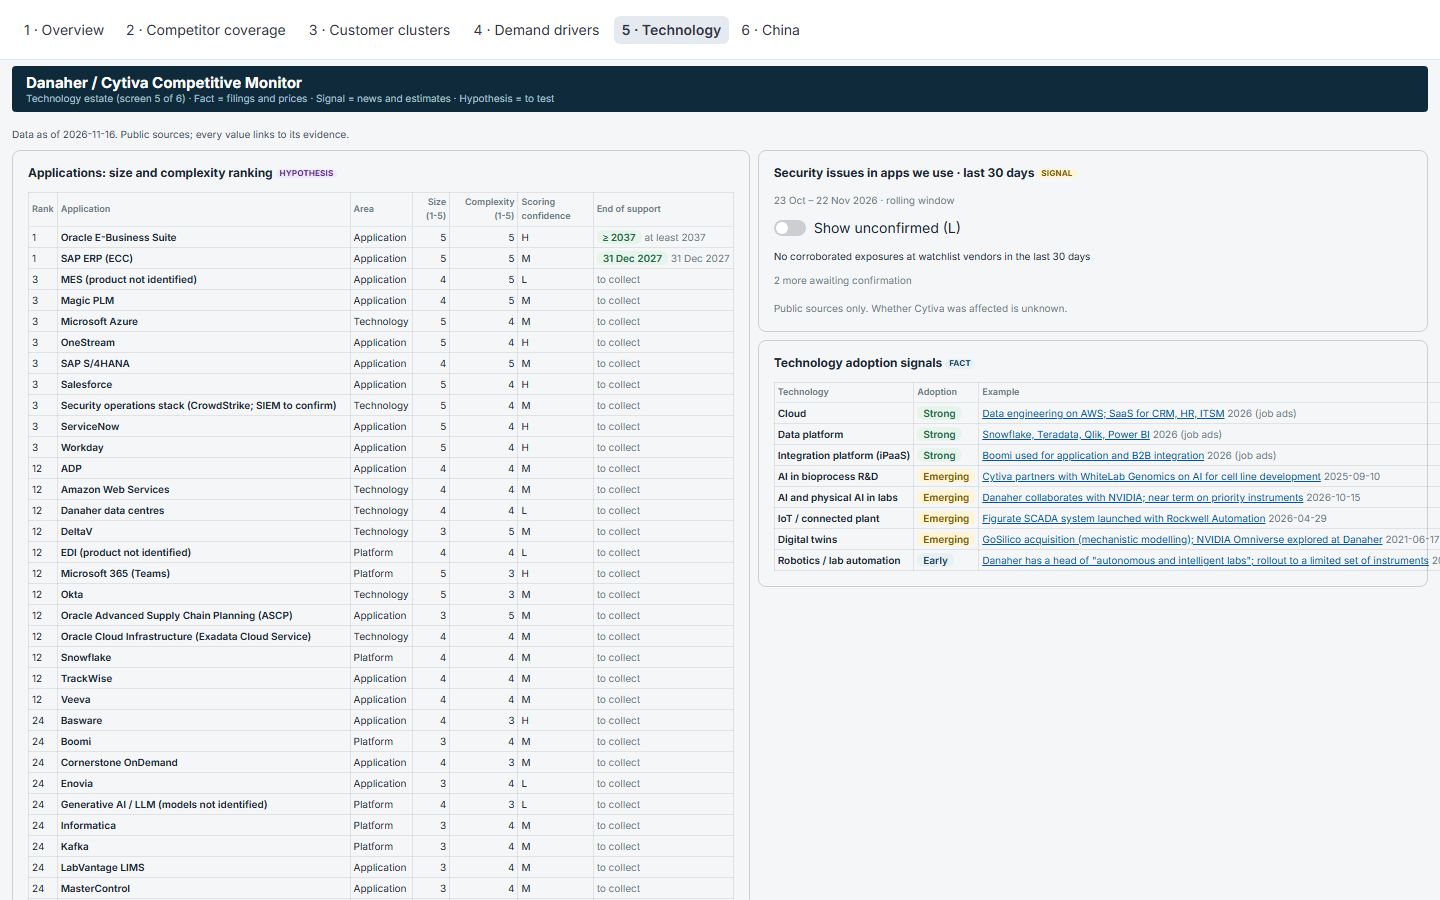 1 · Overview 2 · Competitor coverage 3 · Customer clusters 4 · Demand drivers 5 · Technology 6 · China
Danaher / Cytiva Competitive Monitor
Technology estate (screen 5 of 6) · Fact = filings and prices · Signal = news and estimates · Hypothesis = to test
Data as of 2026-11-16. Public sources; every value links to its evidence.
Applications: size and complexity ranking HYPOTHESIS
Rank Application Area Size (1-5) Complexity (1-5) Scoring confidence End of support
1 Oracle E-Business Suite Application 5 5 H ≥ 2037 at least 2037
1 SAP ERP (ECC) Application 5 5 M 31 Dec 2027 31 Dec 2027
3 MES (product not identified) Application 4 5 L to collect
3 Magic PLM Application 4 5 M to collect
3 Microsoft Azure Technology 5 4 M to collect
3 OneStream Application 5 4 H to collect
3 SAP S/4HANA Application 4 5 M to collect
3 Salesforce Application 5 4 H to collect
3 Security operations stack (CrowdStrike; SIEM to confirm) Technology 5 4 M to collect
3 ServiceNow Application 5 4 H to collect
3 Workday Application 5 4 H to collect
12 ADP Application 4 4 M to collect
12 Amazon Web Services Technology 4 4 M to collect
12 Danaher data centres Technology 4 4 L to collect
12 DeltaV Technology 3 5 M to collect
12 EDI (product not identified) Platform 4 4 L to collect
12 Microsoft 365 (Teams) Platform 5 3 H to collect
12 Okta Technology 5 3 M to collect
12 Oracle Advanced Supply Chain Planning (ASCP) Application 3 5 M to collect
12 Oracle Cloud Infrastructure (Exadata Cloud Service) Technology 4 4 M to collect
12 Snowflake Platform 4 4 M to collect
12 TrackWise Application 4 4 M to collect
12 Veeva Application 4 4 M to collect
24 Basware Application 4 3 H to collect
24 Boomi Platform 3 4 M to collect
24 Cornerstone OnDemand Application 4 3 M to collect
24 Enovia Application 3 4 L to collect
24 Generative AI / LLM (models not identified) Platform 4 3 L to collect
24 Informatica Platform 3 4 M to collect
24 Kafka Platform 3 4 M to collect
24 LabVantage LIMS Application 3 4 M to collect
24 MasterControl Application 3 4 M to collect
Security issues in apps we use · last 30 days SIGNAL
23 Oct – 22 Nov 2026 · rolling window
Show unconfirmed (L)
No corroborated exposures at watchlist vendors in the last 30 days
2 more awaiting confirmation
Public sources only. Whether Cytiva was affected is unknown.
Technology adoption signals FACT
Technology Adoption Example
Cloud Strong Data engineering on AWS; SaaS for CRM, HR, ITSM 2026 (job ads)
Data platform Strong Snowflake, Teradata, Qlik, Power BI 2026 (job ads)
Integration platform (iPaaS) Strong Boomi used for application and B2B integration 2026 (job ads)
AI in bioprocess R&D Emerging Cytiva partners with WhiteLab Genomics on AI for cell line development 2025-09-10
AI and physical AI in labs Emerging Danaher collaborates with NVIDIA; near term on priority instruments 2026-10-15
IoT / connected plant Emerging Figurate SCADA system launched with Rockwell Automation 2026-04-29
Digital twins Emerging GoSilico acquisition (mechanistic modelling); NVIDIA Omniverse explored at Danaher 2021-06-17
Robotics / lab automation Early Danaher has a head of "autonomous and intelligent labs"; rollout to a limited set of instruments